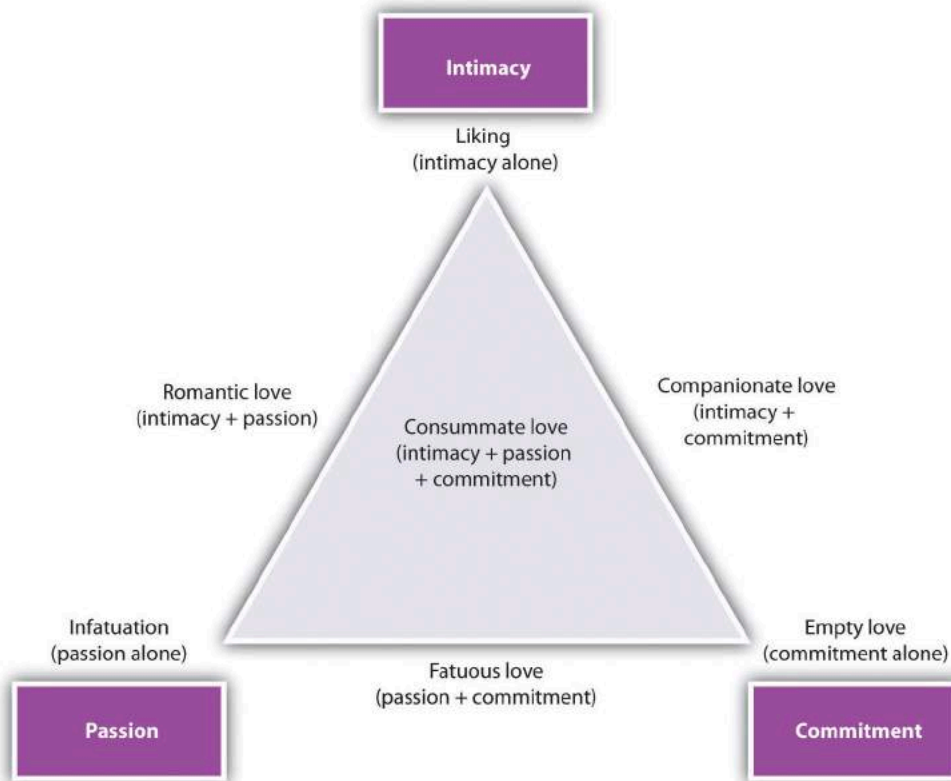 Intimacy
Liking
(intimacy alone)
Romantic love
(intimacy + passion)
Companionate love
(intimacy +
commitment)
Consummate love
(intimacy + passion
+ commitment)
Infatuation
(passion alone)
Empty love
(commitment alone)
Fatuous love
(passion + commitment)
Passion
Commitment